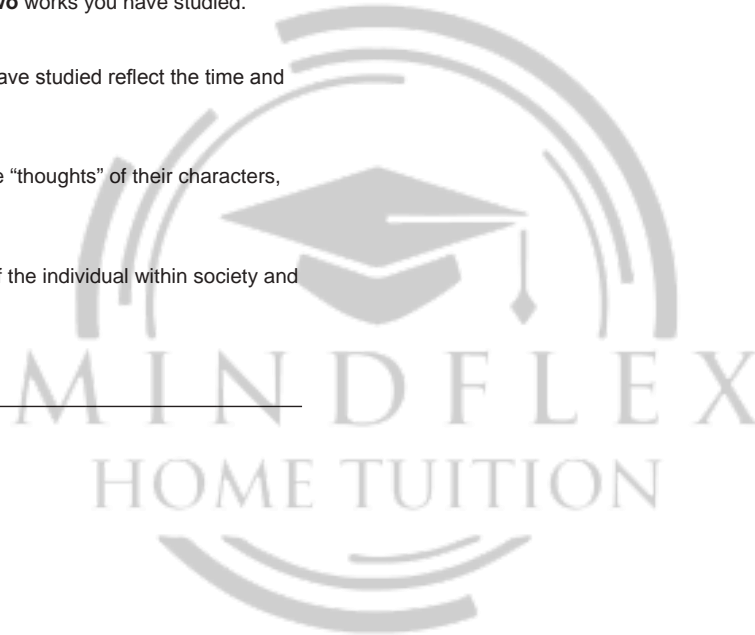 wo works you have studied.
ave studied reflect the time and
e “thoughts” of their characters,
f the individual within society and
MINDFLEX
HOME TUITION